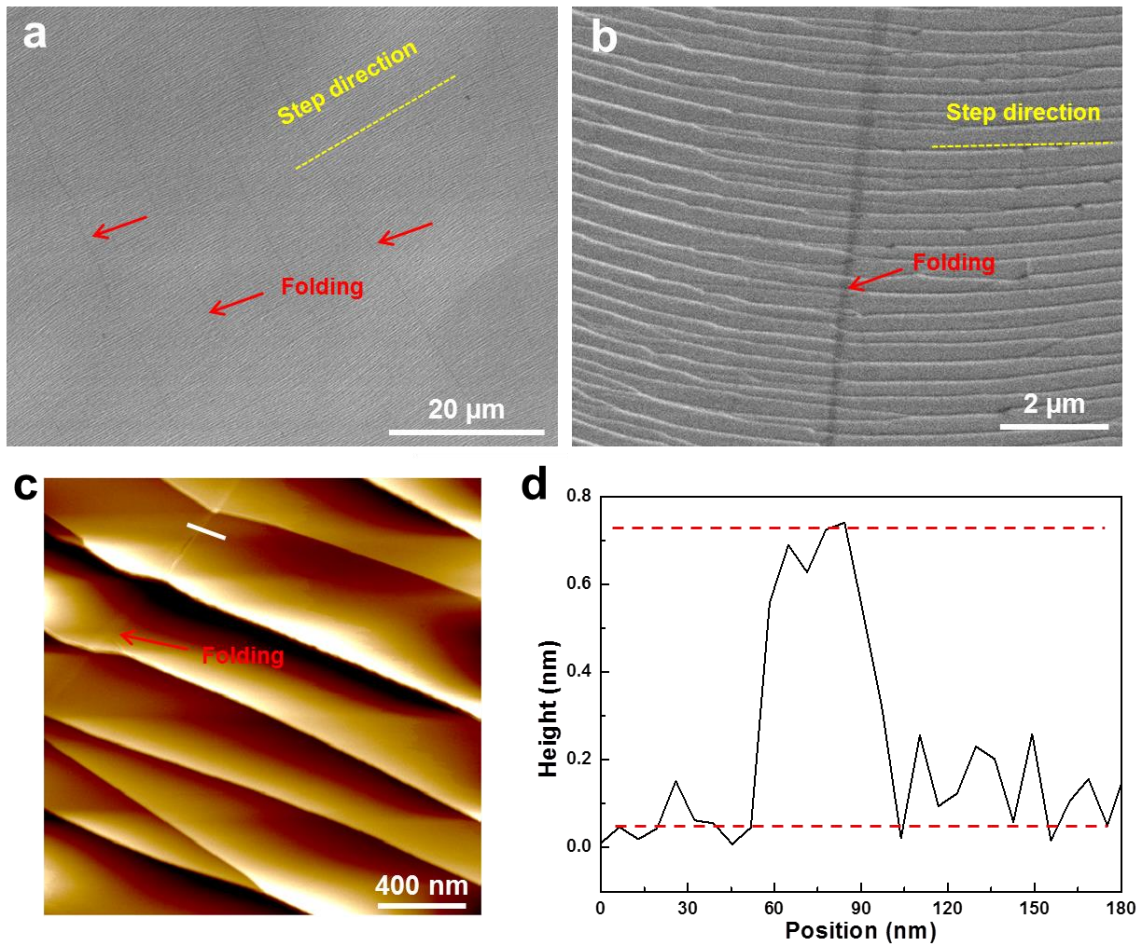 a
Step direction
Folding
20 μm
b
Step direction
Folding
2 μm
c
Folding
400 nm
d
Height (nm)
0.8
0.6
0.4
0.2
0.0
0 30 60 90 120 150 180
Position (nm)